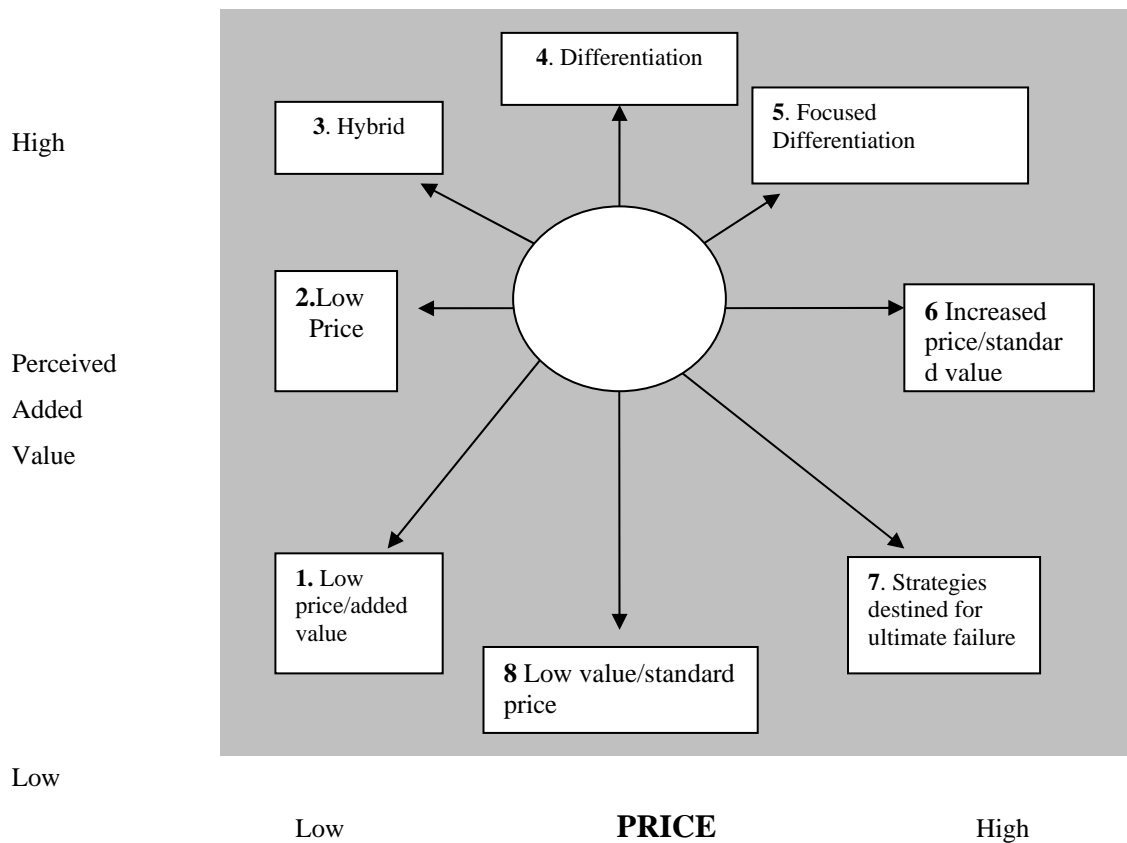 4. Differentiation
3. Hybrid
5. Focused
Differentiation
High
2.Low
Price
6 Increased
price/standar
d value
Perceived
Added
Value
1. Low
price/added
value
7. Strategies
destined for
ultimate failure
8 Low value/standard
price
Low
Low PRICE High